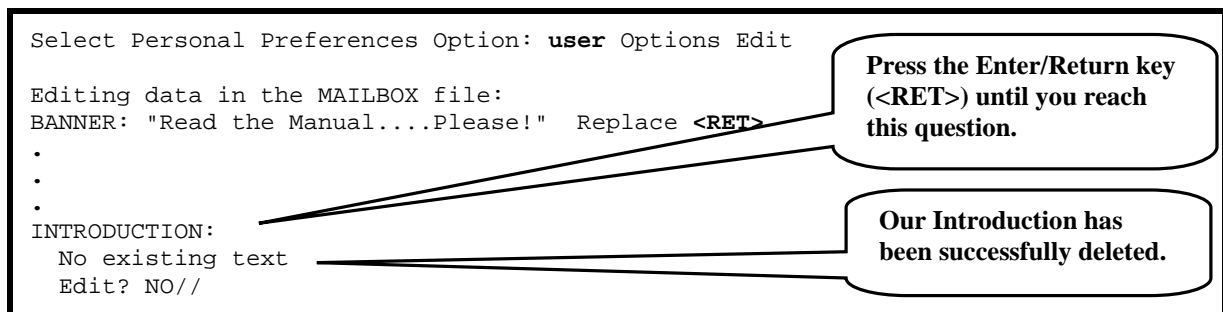 Select Personal Preferences Option: user Options Edit
Editing data in the MAILBOX file:
BANNER: "Read the Manual....Please!"  Replace <RET>
.
.
.
INTRODUCTION:
No existing text
Edit? NO//
Press the Enter/Return key
(<RET>) until you reach
this question.
Our Introduction has
been successfully deleted.